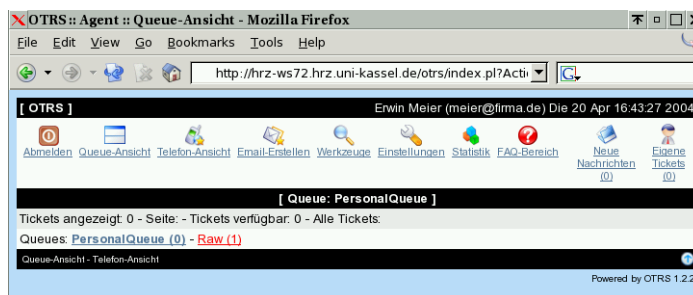 OTRS :: Agent :: Queue-Ansicht - Mozilla Firefox
File Edit View Go Bookmarks Tools Help
http://hrz-ws72.hrz.uni-kassel.de/otrs/index.pl?Acti
[ OTRS ] Erwin Meier (meier@firma.de) Die 20 Apr 16:43:27 2004
Abmelden Queue-Ansicht Telefon-Ansicht Email-Erstellen Werkzeuge Einstellungen Statistik FAQ-Bereich Neue Eigene
Nachrichten Tickets
(0) (0)
[ Queue: PersonalQueue ]
Tickets angezeigt: 0 - Seite: - Tickets verfügbar: 0 - Alle Tickets:
Queues: PersonalQueue (0) - Raw (1)
Queue-Ansicht - Telefon-Ansicht
Powered by OTRS 1.2.2